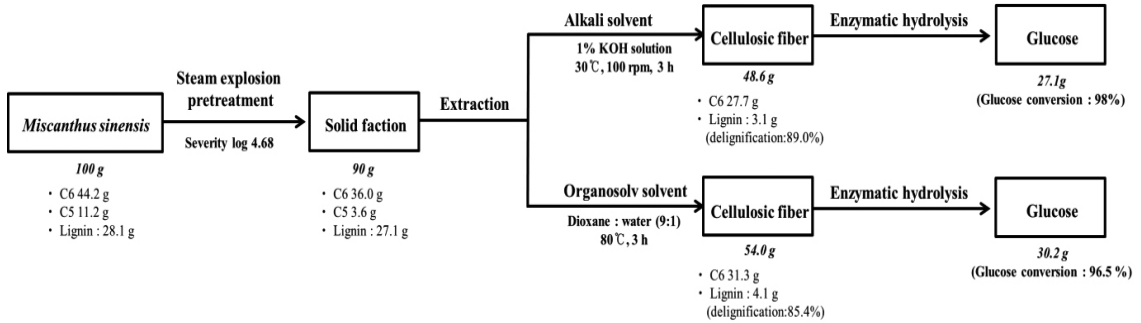 Miscanthus sinensis
100 g
・ C6 44.2 g
・ C5 11.2 g
・ Lignin : 28.1 g
Steam explosion
pretreatment
Severity log 4.68
Solid faction
90 g
・ C6 36.0 g
・ C5 3.6 g
・ Lignin : 27.1 g
Extraction
Alkali solvent
1% KOH solution
30℃, 100 rpm, 3 h
Cellulosic fiber
48.6 g
・ C6 27.7 g
・ Lignin : 3.1 g
(delignification:89.0%)
Enzymatic hydrolysis
Glucose
27.1g
(Glucose conversion : 98%)
Organosolv solvent
Dioxane : water (9:1)
80℃, 3 h
Cellulosic fiber
54.0 g
・ C6 31.3 g
・ Lignin : 4.1 g
(delignification:85.4%)
Enzymatic hydrolysis
Glucose
30.2 g
(Glucose conversion : 96.5 %)